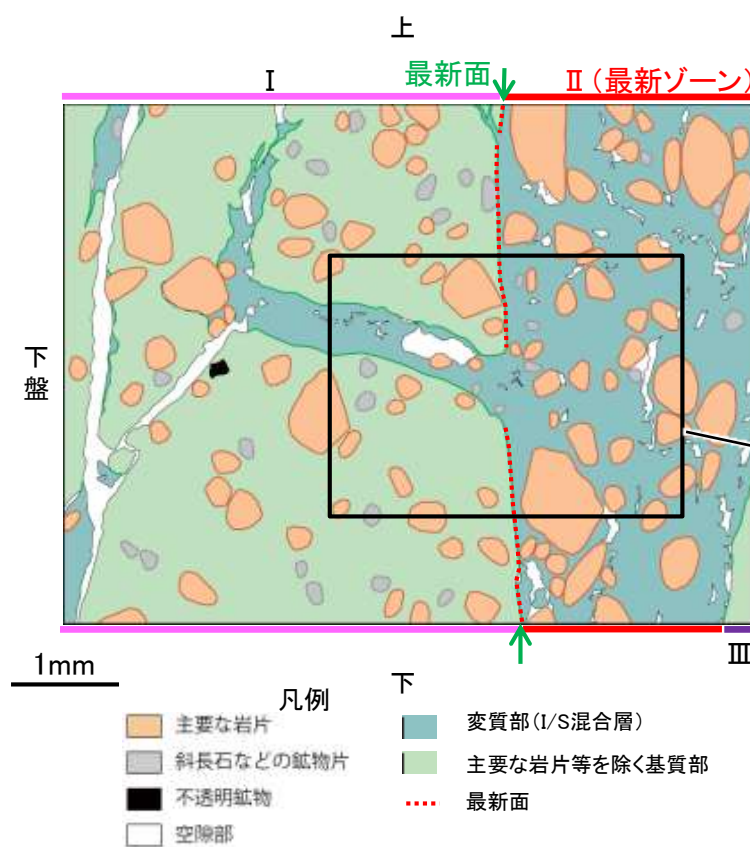 上
Ⅰ
最新面
Ⅱ(最新ゾーン)
下盤
Ⅲ
1mm
下
凡例
主要な岩片
斜長石などの鉱物片
不透明鉱物
空隙部
変質部(I/S混合層)
主要な岩片等を除く基質部
最新面